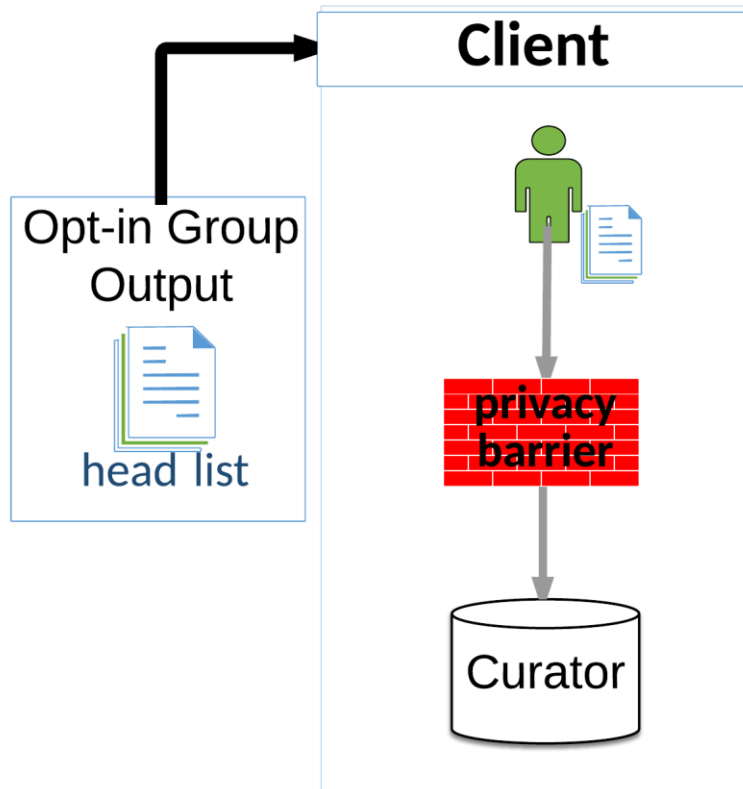 Client
Opt-in Group
Output
head list
privacy
barrier
Curator